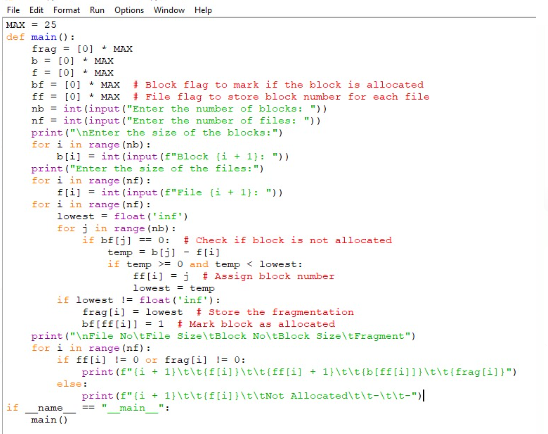 File Edit Format Run Options Window Help
MAX = 25
def main():
    frag = [0] * MAX
    b = [0] * MAX
    f = [0] * MAX
    bf = [0] * MAX  # Block flag to mark if the block is allocated
    ff = [0] * MAX  # File flag to store block number for each file
    nb = int(input("Enter the number of blocks: "))
    nf = int(input("Enter the number of files: "))
    print("\nEnter the size of the blocks:")
    for i in range(nb):
        b[i] = int(input(f"Block {i + 1}: "))
    print("Enter the size of the files:")
    for i in range(nf):
        f[i] = int(input(f"File {i + 1}: "))
    for i in range(nf):
        lowest = float('inf')
        for j in range(nb):
            if bf[j] == 0:  # Check if block is not allocated
                temp = b[j] - f[i]
                if temp >= 0 and temp < lowest:
                    ff[i] = j  # Assign block number
                    lowest = temp
        if lowest != float('inf'):
            frag[i] = lowest  # Store the fragmentation
            bf[ff[i]] = 1  # Mark block as allocated
    print("\nFile No\tFile Size\tBlock No\tBlock Size\tFragment")
    for i in range(nf):
        if ff[i] != 0 or frag[i] != 0:
            print(f"{i + 1}\t\t{f[i]}\t\t{ff[i] + 1}\t\t{b[ff[i]]}\t\t{frag[i]}")
        else:
            print(f"{i + 1}\t\t{f[i]}\t\tNot Allocated\t\t-\t\t-")
if __name__ == "__main__":
    main()